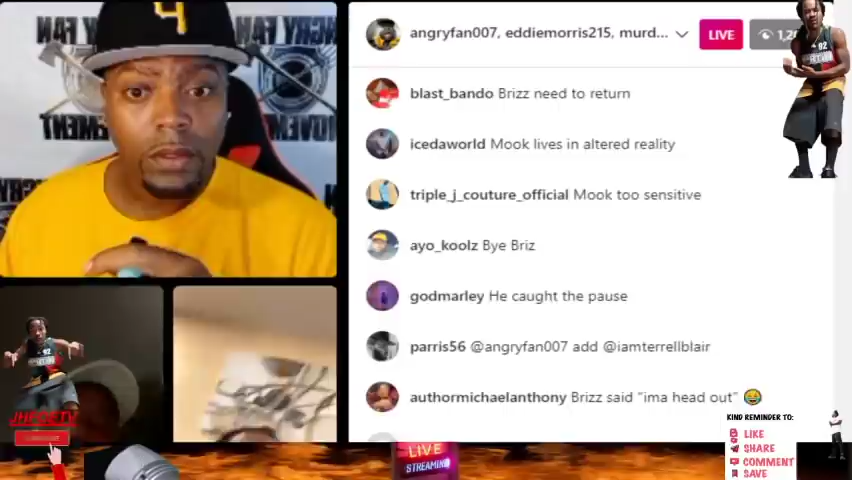 angryfan007, eddiemorris215, murd...
LIVE
blast_bando Brizz need to return
icedaworld Mook lives in altered reality
triple_j_couture_official Mook too sensitive
ayo_koolz Bye Briz
godmarley He caught the pause
parris56 @angryfan007 add @iamterrellblair
authormichaelanthony Brizz said "ima head out" 😂
KIND REMINDER TO:
LIKE
SHARE
COMMENT
SAVE
LIVE
STREAMING